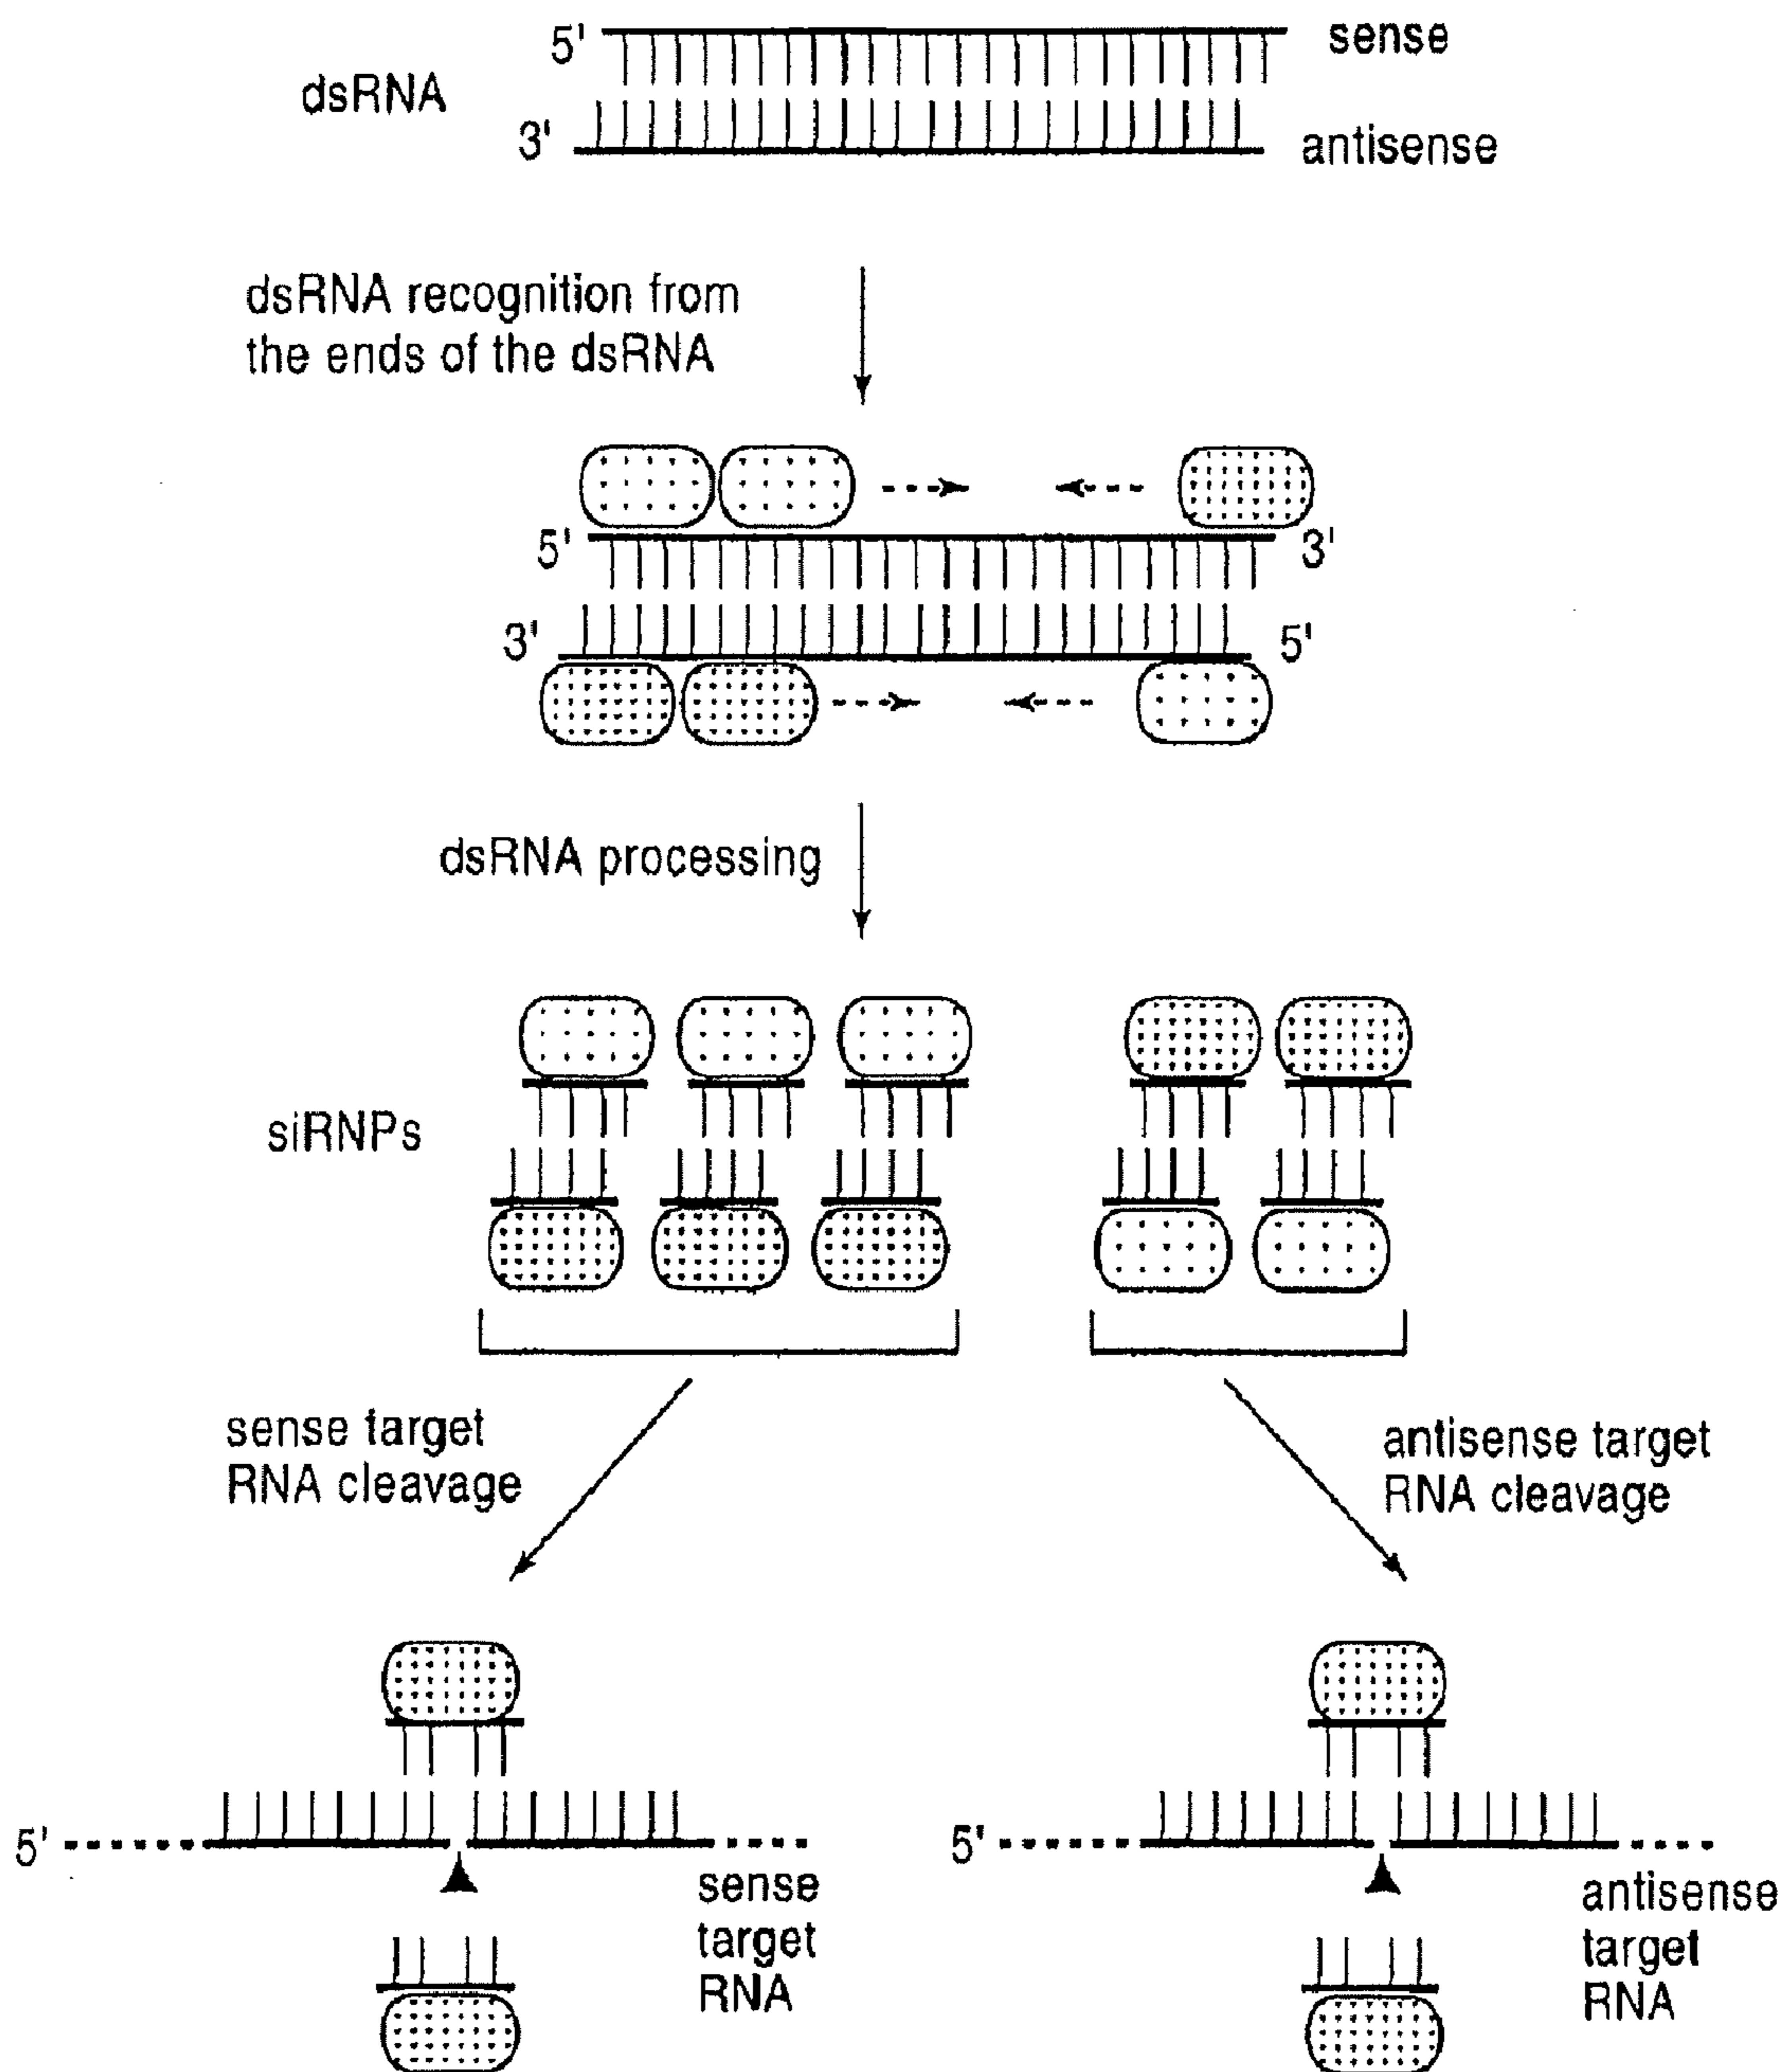 5' sense
dsRNA
3' antisense
dsRNA recognition from
the ends of the dsRNA
5' 3'
3' 5'
dsRNA processing
siRNPs
sense target
RNA cleavage
antisense target
RNA cleavage
5'
sense
target
RNA
5'
antisense
target
RNA